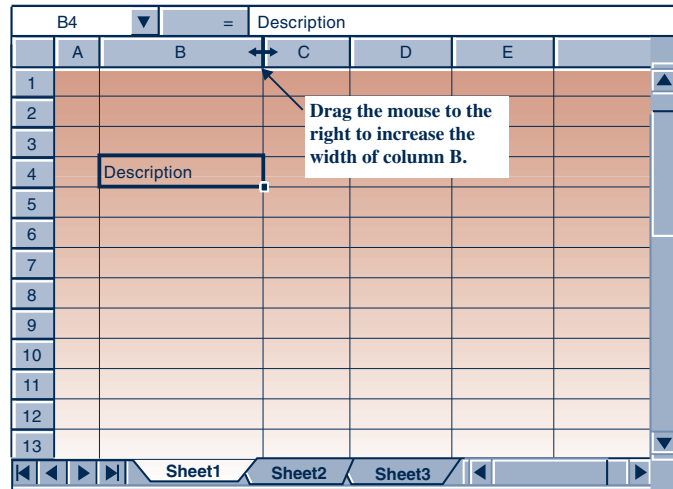 B4 = Description
A B C D E
1
2
Drag the mouse to the
right to increase the
width of column B.
3
4 Description
5
6
7
8
9
10
11
12
13
Sheet1 Sheet2 Sheet3